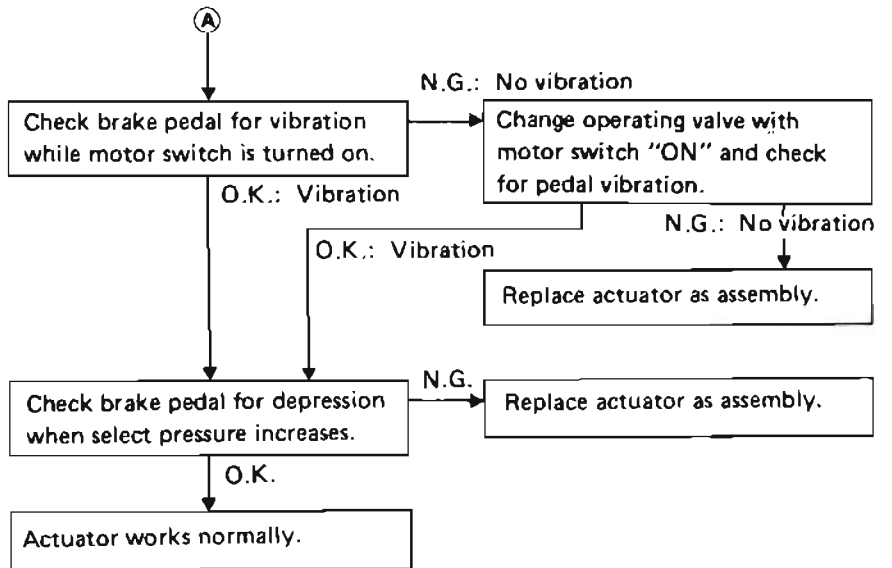 A
N.G.: No vibration
Check brake pedal for vibration
while motor switch is turned on.
Change operating valve with
motor switch "ON" and check
for pedal vibration.
O.K.: Vibration
N.G.: No vibration
O.K.: Vibration
Replace actuator as assembly.
N.G.
Check brake pedal for depression
when select pressure increases.
Replace actuator as assembly.
O.K.
Actuator works normally.